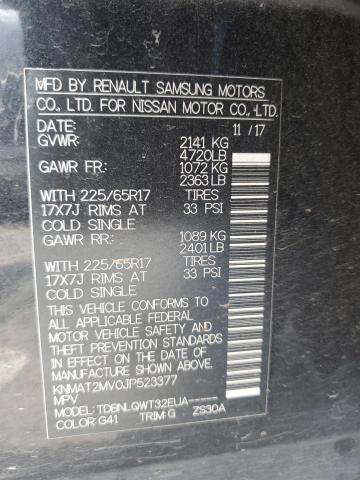 MFD BY RENAULT SAMSUNG MOTORS
CO., LTD. FOR NISSAN MOTOR CO., LTD.
DATE: 11 / 17
GVWR: 2141 KG
4720LB
GAWR FR: 1072 KG
2363LB
WITH 225/65R17 TIRES
17X7J RIMS AT 33 PSI
COLD SINGLE
GAWR RR: 1089 KG
2401LB
WITH 225/65R17 TIRES
17X7J RIMS AT 33 PSI
COLD SINGLE
THIS VEHICLE CONFORMS TO
ALL APPLICABLE FEDERAL
MOTOR VEHICLE SAFETY AND
THEFT PREVENTION STANDARDS
IN EFFECT ON THE DATE OF
MANUFACTURE SHOWN ABOVE.
KNMAT2MV0JP523377
MPV
MODEL: TDBNLQWT32EUA-----
COLOR: G41 TRIM: G ZS30A